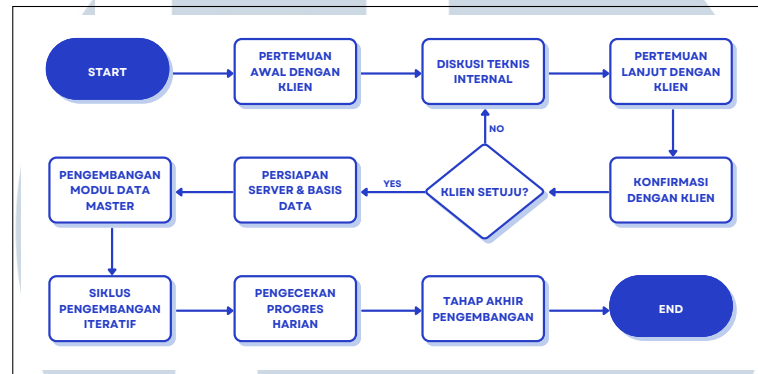 START
PERTEMUAN
AWAL DENGAN
KLIEN
DISKUSI TEKNIS
INTERNAL
PERTEMUAN
LANJUT DENGAN
KLIEN
NO
PENGEMBANGAN
MODUL DATA
MASTER
PERSIAPAN
SERVER & BASIS
DATA
YES
KLIEN SETUJU?
KONFIRMASI
DENGAN KLIEN
SIKLUS
PENGEMBANGAN
ITERATIF
PENGECEKAN
PROGRES
HARIAN
TAHAP AKHIR
PENGEMBANGAN
END